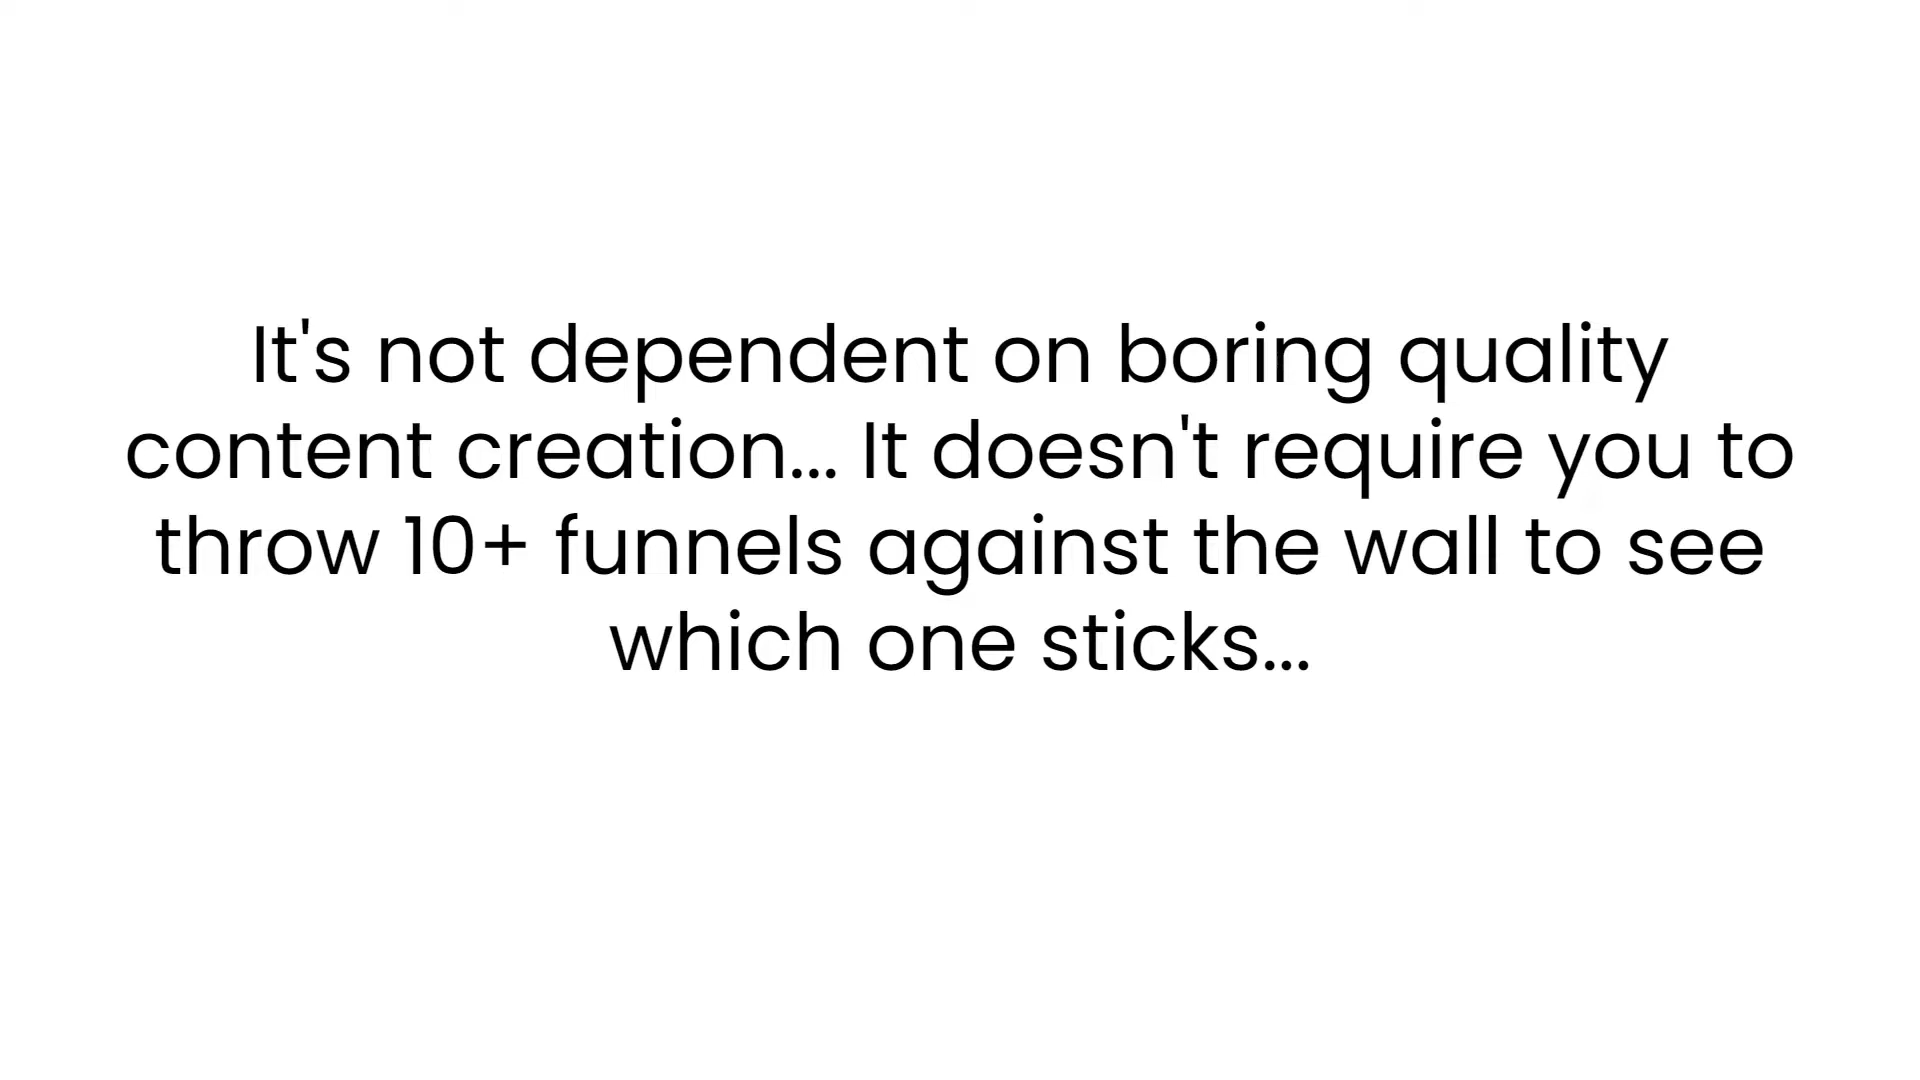 It's not dependent on boring quality
content creation... It doesn't require you to
throw 10+ funnels against the wall to see
which one sticks...